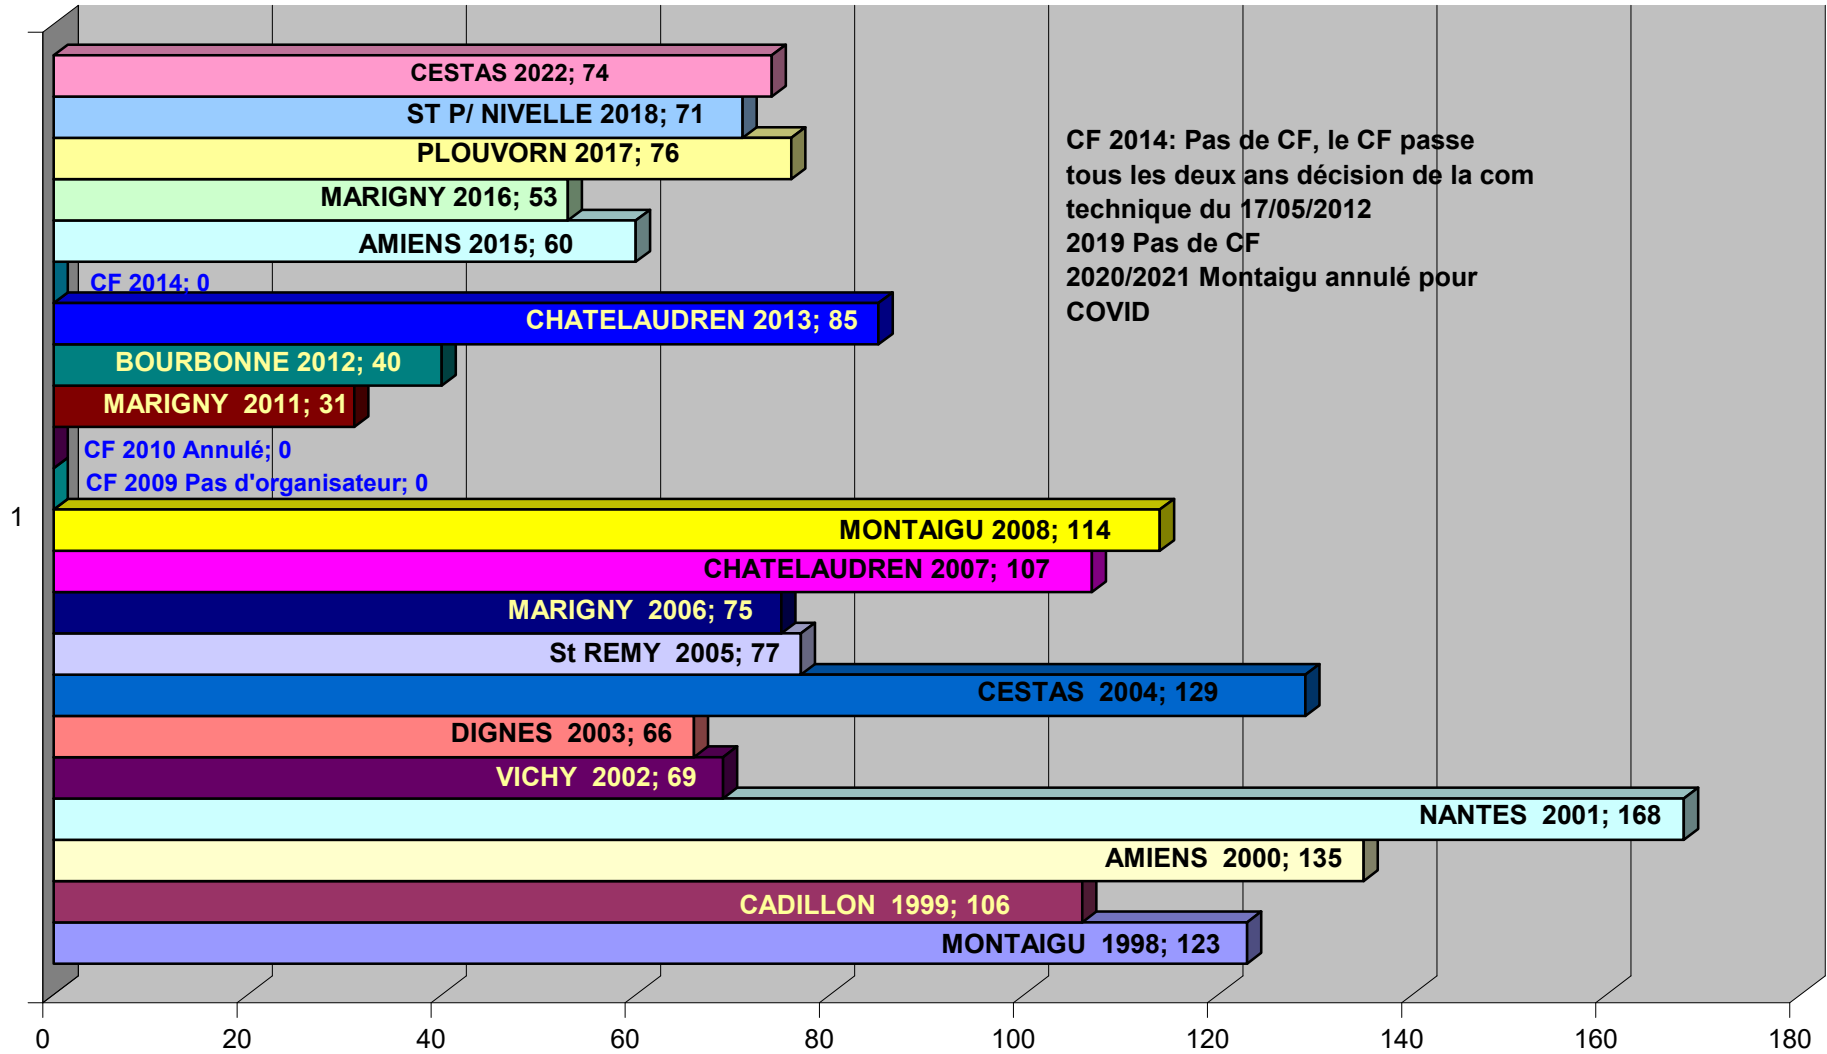 CESTAS 2022; 74
ST P/ NIVELLE 2018; 71
PLOUVORN 2017; 76
MARIGNY 2016; 53
AMIENS 2015; 60
CF 2014; 0
CHATELAUDREN 2013; 85
BOURBONNE 2012; 40
MARIGNY 2011; 31
CF 2010 Annulé; 0
CF 2009 Pas d'organisateur; 0
MONTAIGU 2008; 114
CHATELAUDREN 2007; 107
MARIGNY 2006; 75
St REMY 2005; 77
CESTAS 2004; 129
DIGNES 2003; 66
VICHY 2002; 69
NANTES 2001; 168
AMIENS 2000; 135
CADILLON 1999; 106
MONTAIGU 1998; 123
CF 2014: Pas de CF, le CF passe
tous les deux ans décision de la com
technique du 17/05/2012
2019 Pas de CF
2020/2021 Montaigu annulé pour
COVID
1
0 20 40 60 80 100 120 140 160 180